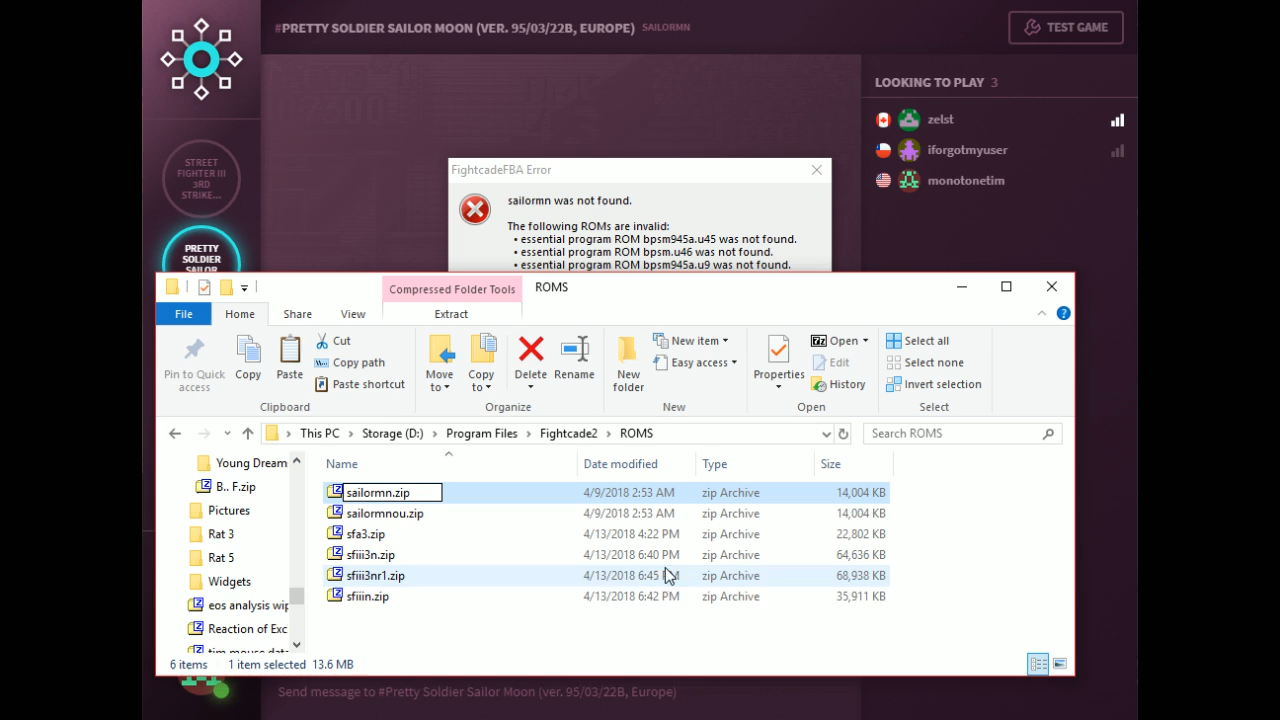 #PRETTY SOLDIER SAILOR MOON (VER. 95/03/22B, EUROPE) SAILORMN
TEST GAME
LOOKING TO PLAY 3
zelst
iforgotmyuser
monotonetim
STREET
FIGHTER III
3RD
STRIKE...
PRETTY
SOLDIER
SAILOR
FightcadeFBA Error
sailormn was not found.
The following ROMs are invalid:
• essential program ROM bpsm945a.u45 was not found.
• essential program ROM bpsm.u46 was not found.
• essential program ROM bpsm945a.u9 was not found.
Compressed Folder Tools ROMS
File Home Share View Extract
Pin to Quick access
Copy
Paste
Cut
Copy path
Paste shortcut
Clipboard
Move to
Copy to
Delete
Rename
Organize
New folder
New item
Easy access
New
Properties
Open
Edit
History
Open
Select all
Select none
Invert selection
Select
This PC > Storage (D:) > Program Files > Fightcade2 > ROMS
Search ROMS
Young Dream
B.. F.zip
Pictures
Rat 3
Rat 5
Widgets
eos analysis wip
Reaction of Exc
tim mouse dat
Name Date modified Type Size
sailormn.zip 4/9/2018 2:53 AM zip Archive 14,004 KB
sailormnou.zip 4/9/2018 2:53 AM zip Archive 14,004 KB
sfa3.zip 4/13/2018 4:22 PM zip Archive 22,802 KB
sfiii3n.zip 4/13/2018 6:40 PM zip Archive 64,636 KB
sfiii3nr1.zip 4/13/2018 6:45 PM zip Archive 68,938 KB
sfiiin.zip 4/13/2018 6:42 PM zip Archive 35,911 KB
6 items 1 item selected 13.6 MB
Send message to #Pretty Soldier Sailor Moon (ver. 95/03/22B, Europe)